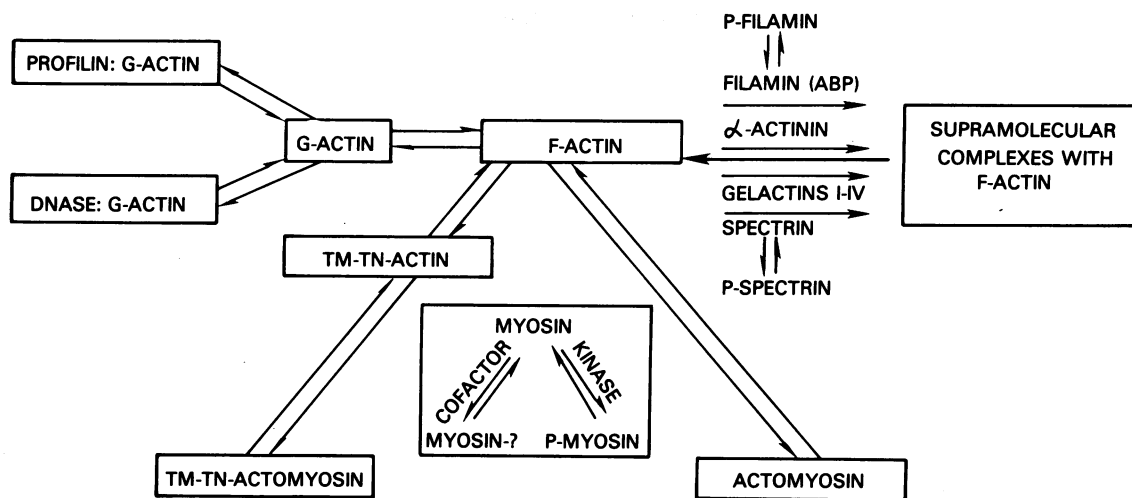 P-FILAMIN
PROFILIN: G-ACTIN
FILAMIN (ABP)
G-ACTIN
F-ACTIN
α-ACTININ
SUPRAMOLECULAR
COMPLEXES WITH
F-ACTIN
DNASE: G-ACTIN
GELACTINS I-IV
SPECTRIN
TM-TN-ACTIN
P-SPECTRIN
MYOSIN
COFACTOR
KINASE
MYOSIN-?
P-MYOSIN
TM-TN-ACTOMYOSIN
ACTOMYOSIN